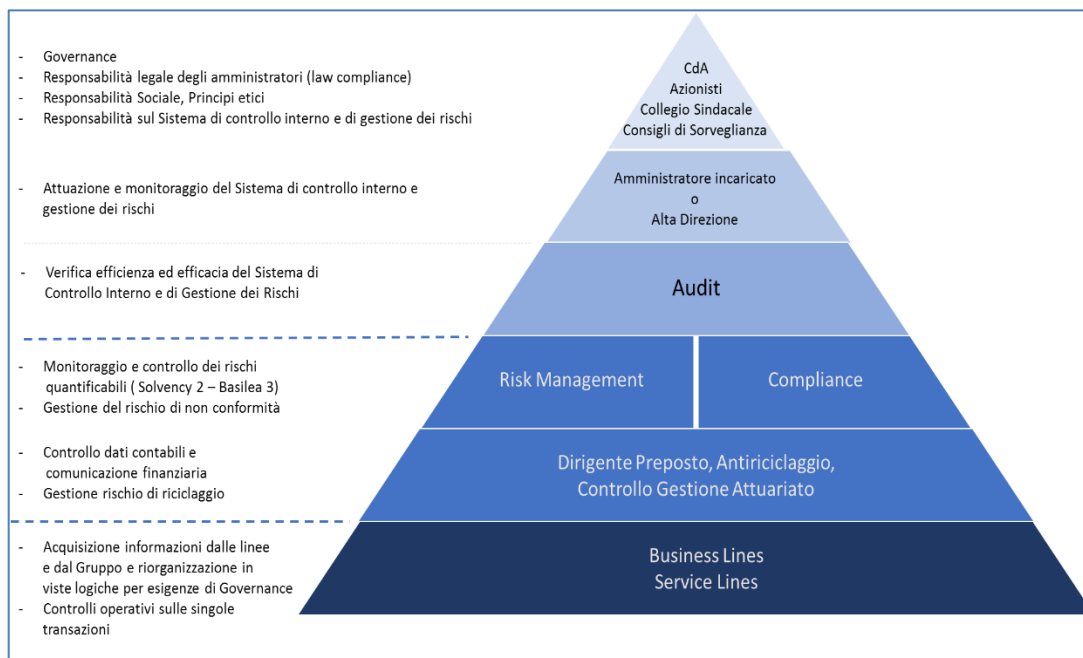 - Governance
- Responsabilità legale degli amministratori (law compliance)
- Responsabilità Sociale, Principi etici
- Responsabilità sul Sistema di controllo interno e di gestione dei rischi
CdA
Azionisti
Collegio Sindacale
Consigli di Sorveglianza
- Attuazione e monitoraggio del Sistema di controllo interno e
gestione dei rischi
Amministratore incaricato
o
Alta Direzione
- Verifica efficienza ed efficacia del Sistema di
Controllo Interno e di Gestione dei Rischi
Audit
- Monitoraggio e controllo dei rischi
quantificabili ( Solvency 2 – Basilea 3)
- Gestione del rischio di non conformità
Risk Management
Compliance
- Controllo dati contabili e
comunicazione finanziaria
- Gestione rischio di riciclaggio
Dirigente Preposto, Antiriciclaggio,
Controllo Gestione Attuariato
- Acquisizione informazioni dalle linee
e dal Gruppo e riorganizzazione in
viste logiche per esigenze di Governance
- Controlli operativi sulle singole
transazioni
Business Lines
Service Lines